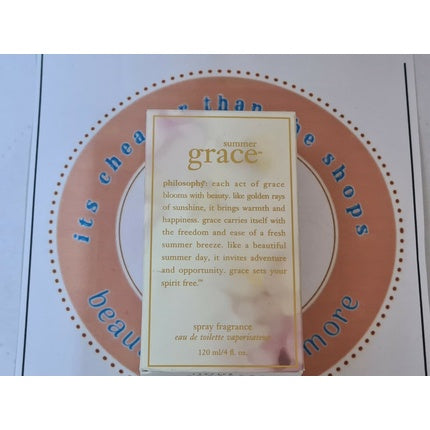 its cheaper than the shops
summer
grace™
philosophy: each act of grace
blooms with beauty. like golden rays
of sunshine, it brings warmth and
happiness. grace carries itself with
the freedom and ease of a fresh
summer breeze. like a beautiful
summer day, it invites adventure
and opportunity. grace sets your
spirit free.℠
spray fragrance
eau de toilette vaporisateur
120 ml/4 fl. oz.
beau
more